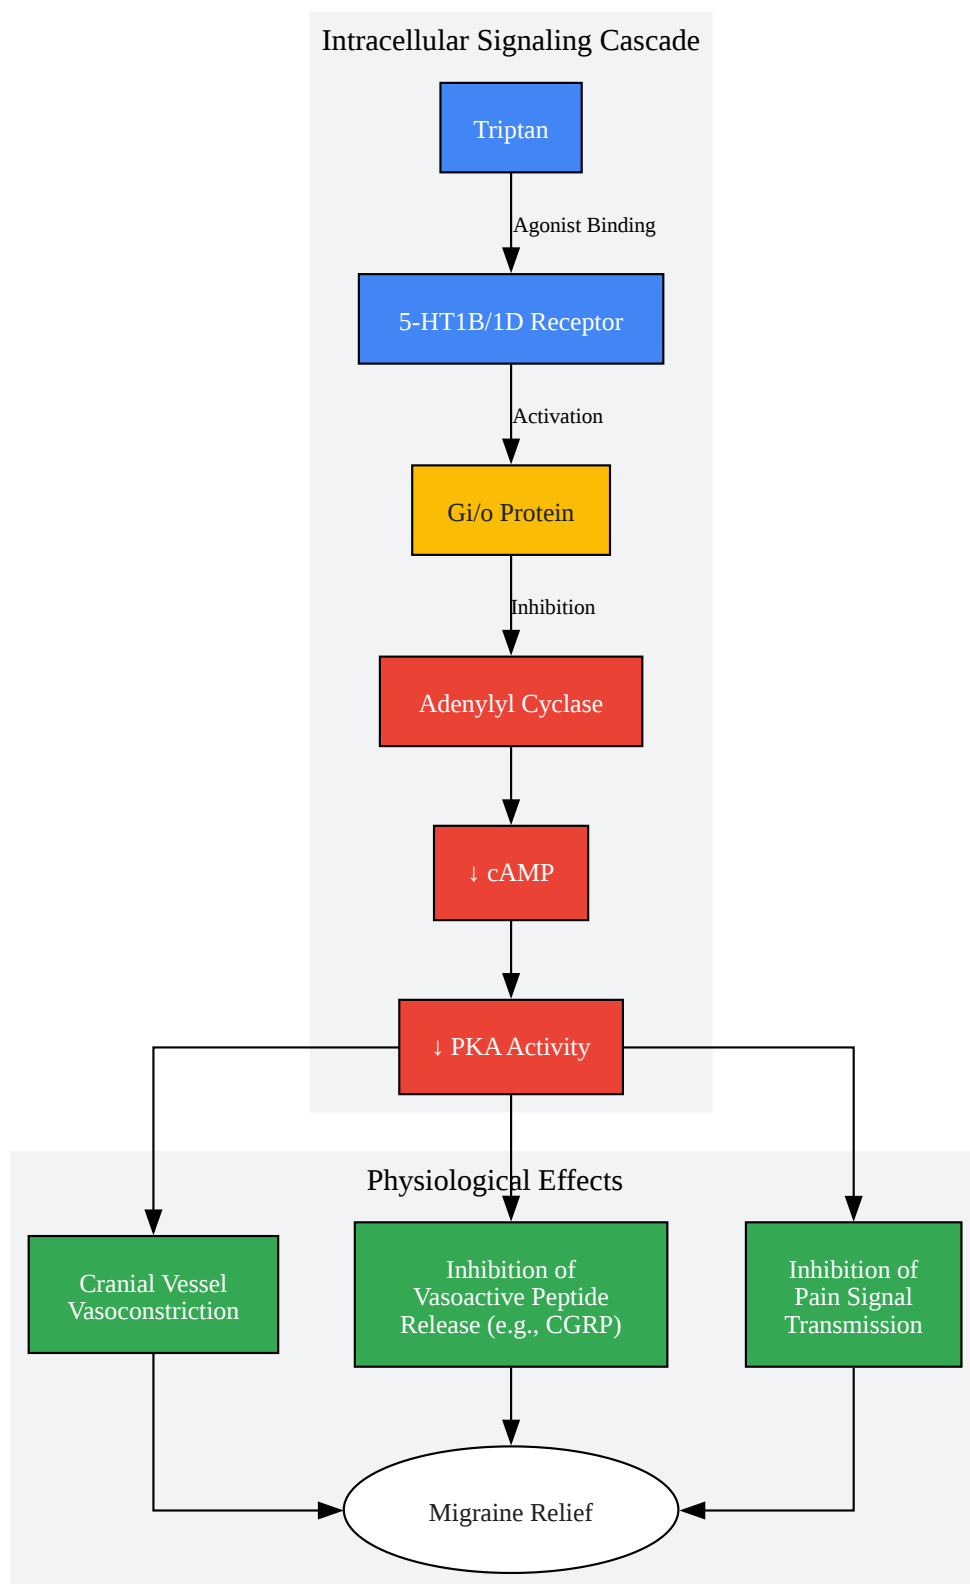 Intracellular Signaling Cascade
Triptan
Agonist Binding
5-HT1B/1D Receptor
Activation
Gi/o Protein
Inhibition
Adenylyl Cyclase
↓ cAMP
↓ PKA Activity
Physiological Effects
Cranial Vessel
Vasoconstriction
Inhibition of
Vasoactive Peptide
Release (e.g., CGRP)
Inhibition of
Pain Signal
Transmission
Migraine Relief